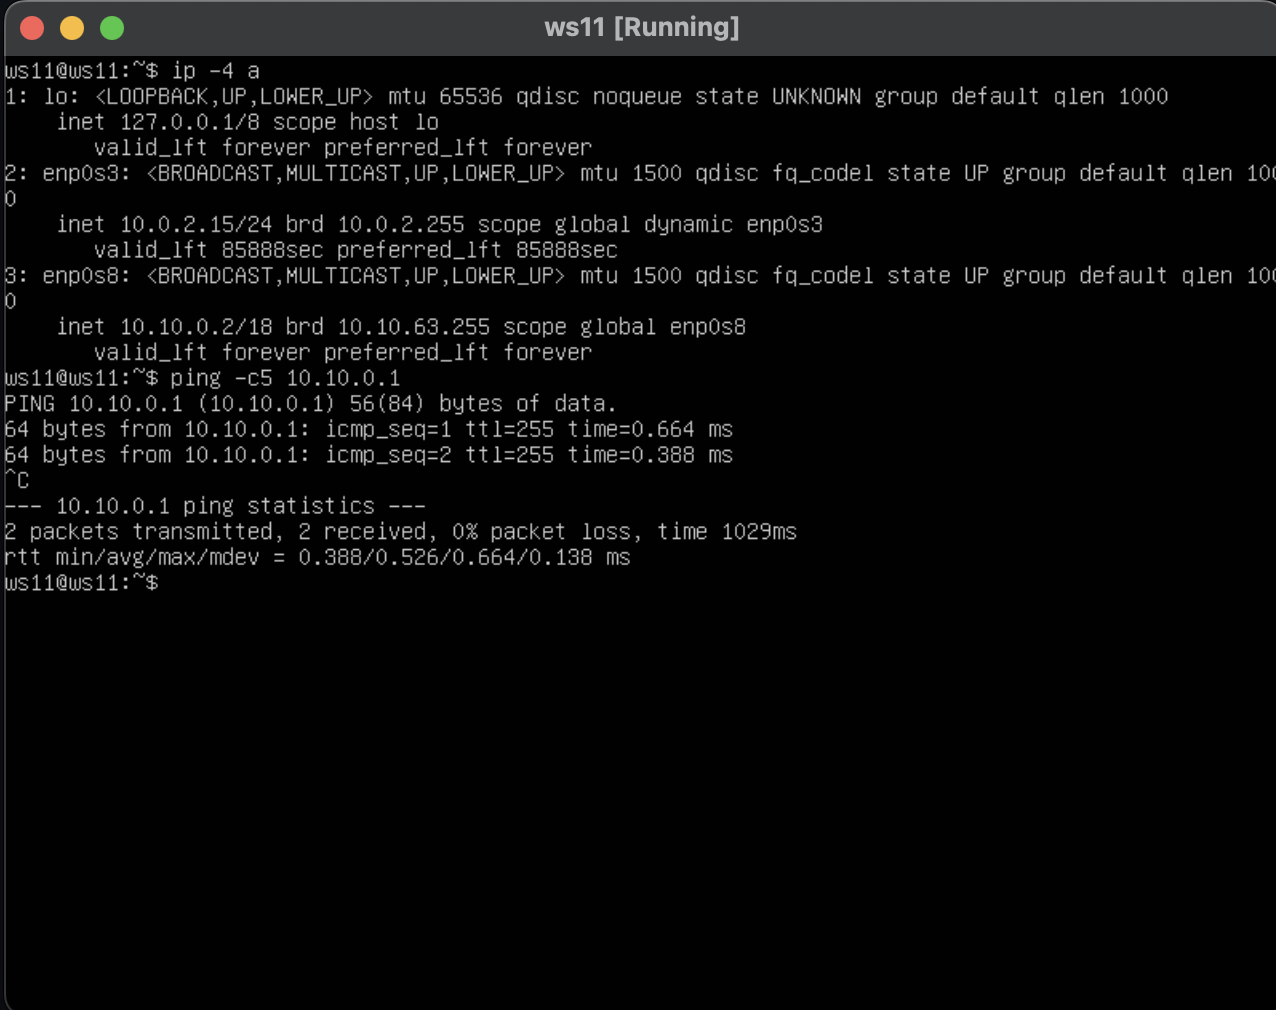 ws11 [Running]
ws11@ws11:~$ ip -4 a
1: lo: <LOOPBACK,UP,LOWER_UP> mtu 65536 qdisc noqueue state UNKNOWN group default qlen 1000
    inet 127.0.0.1/8 scope host lo
       valid_lft forever preferred_lft forever
2: enp0s3: <BROADCAST,MULTICAST,UP,LOWER_UP> mtu 1500 qdisc fq_codel state UP group default qlen 100
0
    inet 10.0.2.15/24 brd 10.0.2.255 scope global dynamic enp0s3
       valid_lft 85888sec preferred_lft 85888sec
3: enp0s8: <BROADCAST,MULTICAST,UP,LOWER_UP> mtu 1500 qdisc fq_codel state UP group default qlen 100
0
    inet 10.10.0.2/18 brd 10.10.63.255 scope global enp0s8
       valid_lft forever preferred_lft forever
ws11@ws11:~$ ping -c5 10.10.0.1
PING 10.10.0.1 (10.10.0.1) 56(84) bytes of data.
64 bytes from 10.10.0.1: icmp_seq=1 ttl=255 time=0.664 ms
64 bytes from 10.10.0.1: icmp_seq=2 ttl=255 time=0.388 ms
^C
--- 10.10.0.1 ping statistics ---
2 packets transmitted, 2 received, 0% packet loss, time 1029ms
rtt min/avg/max/mdev = 0.388/0.526/0.664/0.138 ms
ws11@ws11:~$